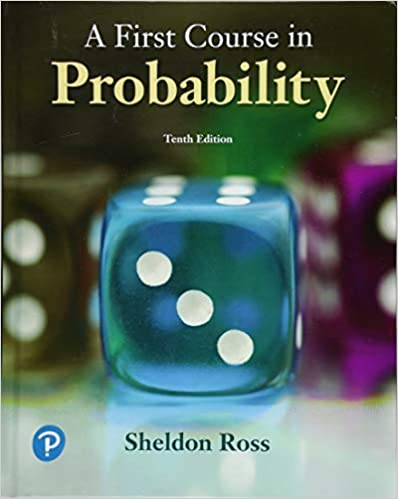 A First Course in
Probability
Tenth Edition
P
Sheldon Ross